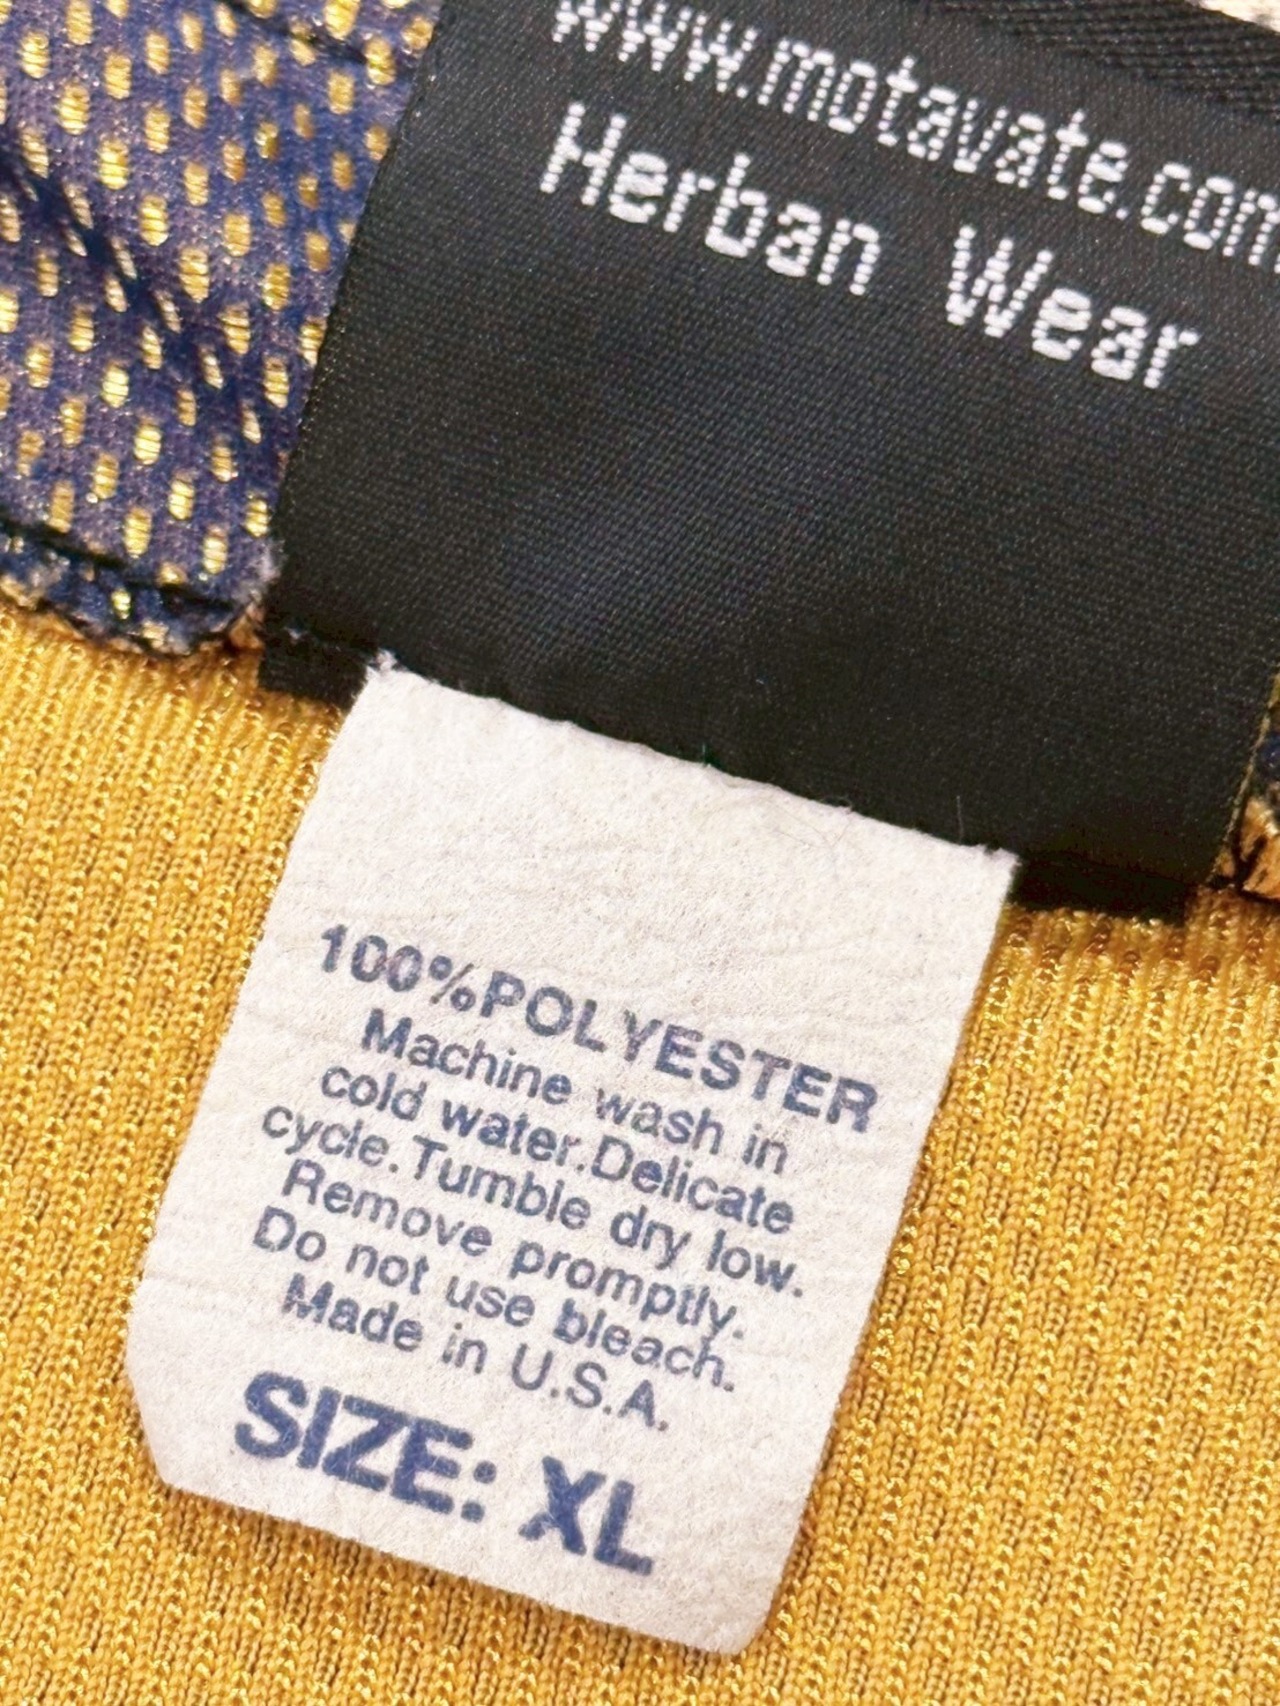 www.motavate.com
Herban Wear
100%POLYESTER
Machine wash in
cold water.Delicate
cycle.Tumble dry low.
Remove promptly.
Do not use bleach.
Made in U.S.A.
SIZE: XL